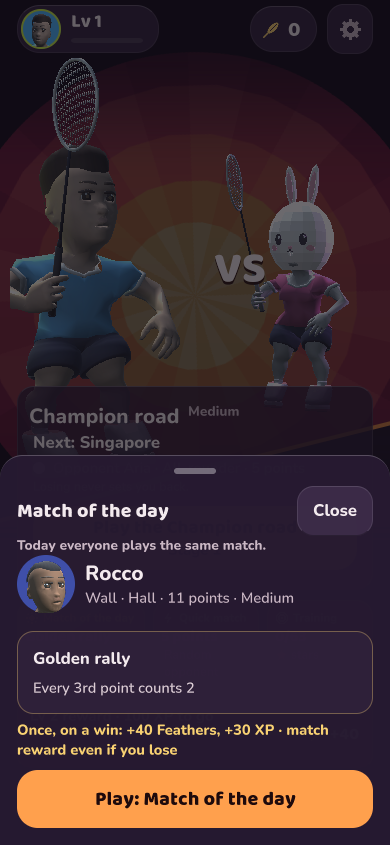 Lv 1
0
VS
Champion road Medium
Next: Singapore
Match of the day
Close
Today everyone plays the same match.
Rocco
Wall · Hall · 11 points · Medium
Golden rally
Every 3rd point counts 2
Once, on a win: +40 Feathers, +30 XP · match
reward even if you lose
Play: Match of the day